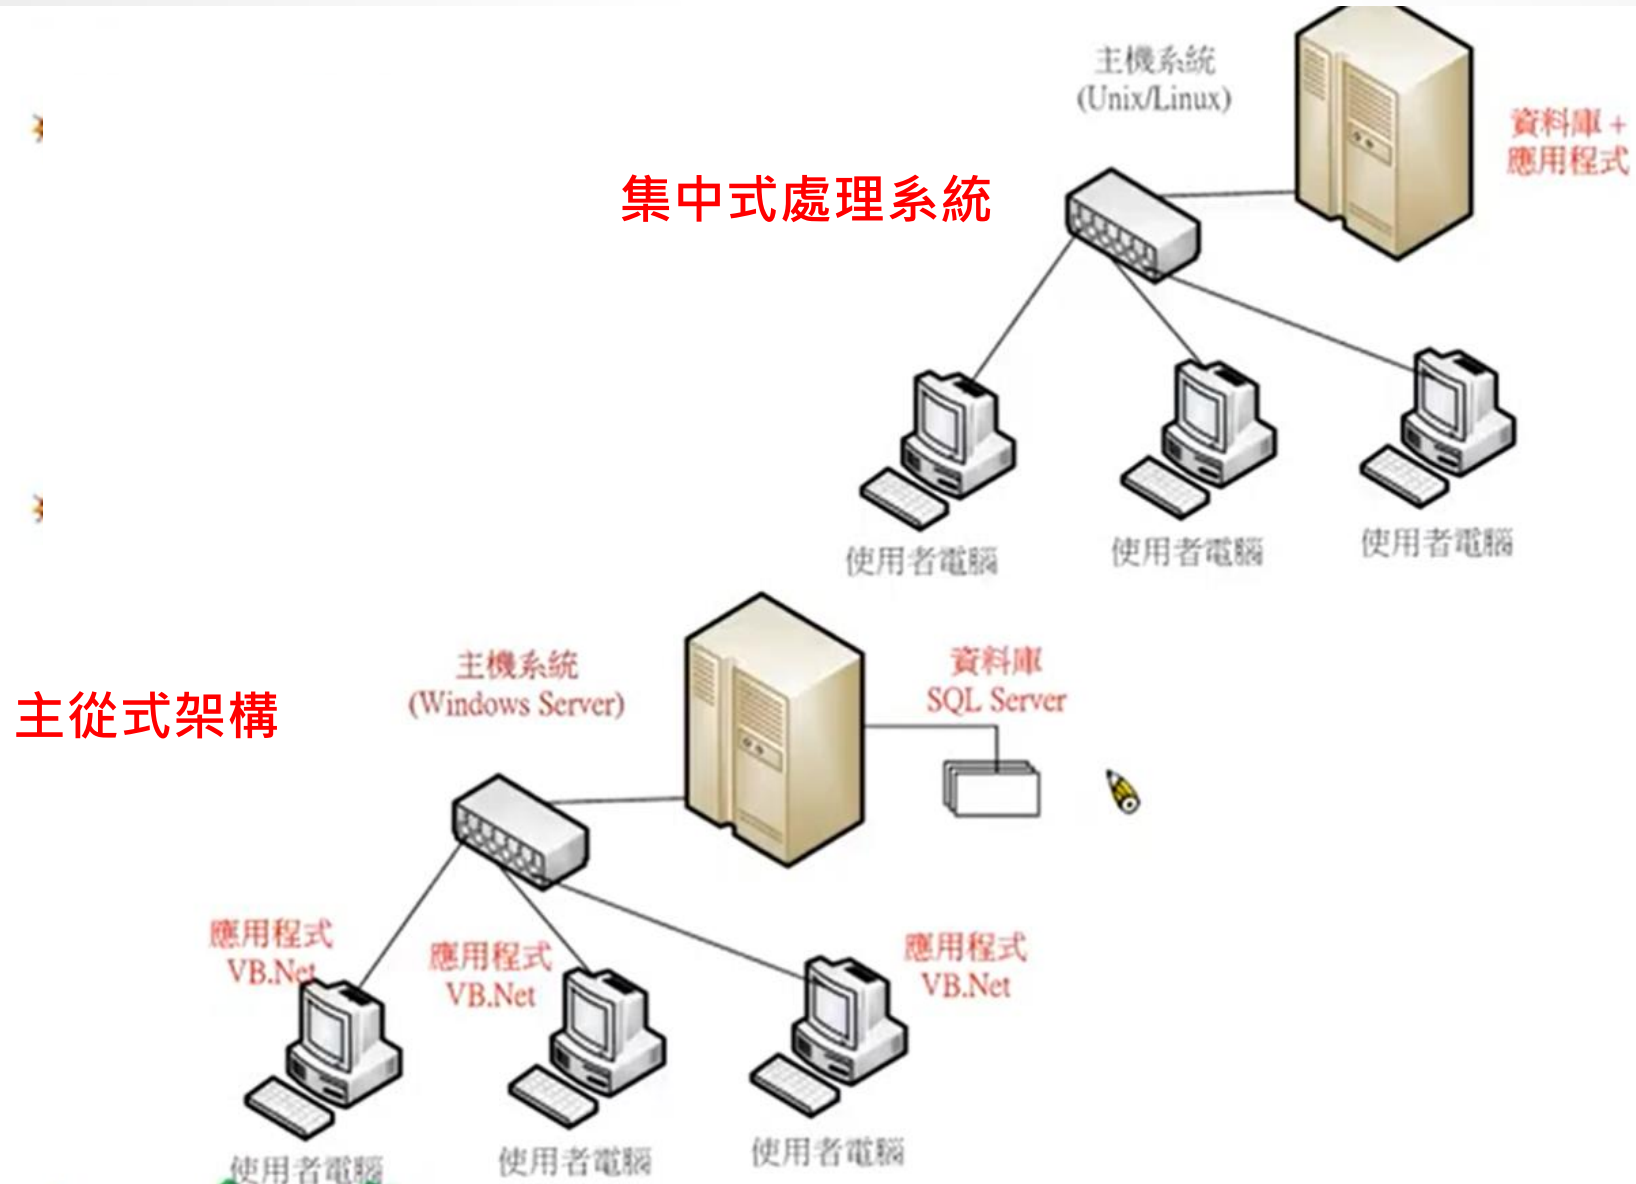 主機系統
(Unix/Linux)
資料庫 +
應用程式
集中式處理系統
使用者電腦
使用者電腦
使用者電腦
主機系統
(Windows Server)
資料庫
SQL Server
主從式架構
應用程式
VB.Net
應用程式
VB.Net
應用程式
VB.Net
使用者電腦
使用者電腦
使用者電腦